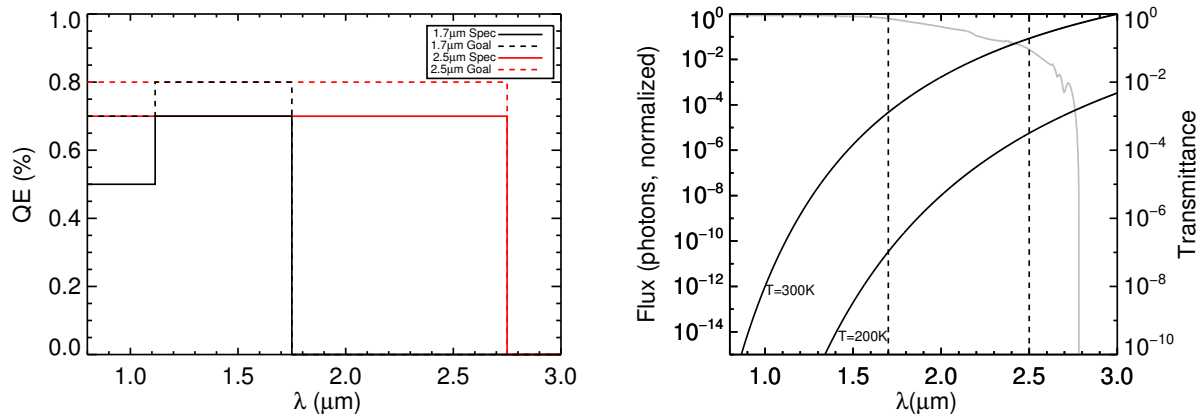 1.0
0.8
0.6
0.4
0.2
0.0
QE (%)
1.0 1.5 2.0 2.5 3.0
λ (μm)
1.7μm Spec
1.7μm Goal
2.5μm Spec
2.5μm Goal
10⁰
10⁻²
10⁻⁴
10⁻⁶
10⁻⁸
10⁻¹⁰
10⁻¹²
10⁻¹⁴
Flux (photons, normalized)
T=300K
T=200K
1.0 1.5 2.0 2.5 3.0
λ(μm)
10⁰
10⁻²
10⁻⁴
10⁻⁶
10⁻⁸
10⁻¹⁰
Transmittance